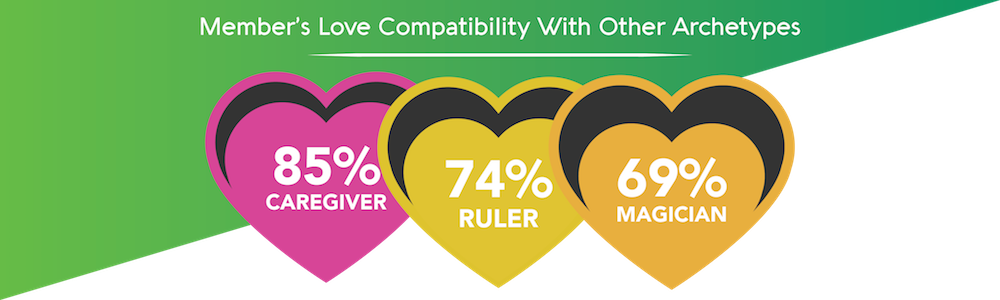 Member's Love Compatibility With Other Archetypes
85%
CAREGIVER
74%
RULER
69%
MAGICIAN